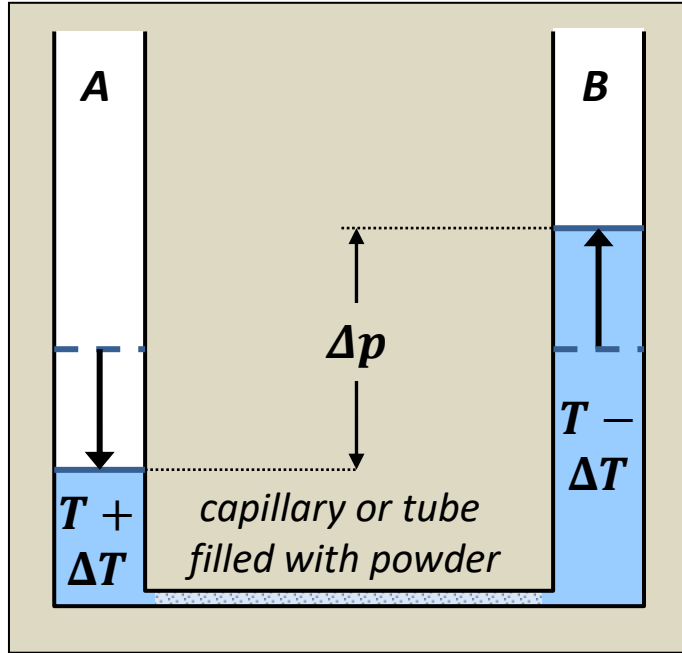 A
B
Δp
T +
ΔT
T −
ΔT
capillary or tube
filled with powder